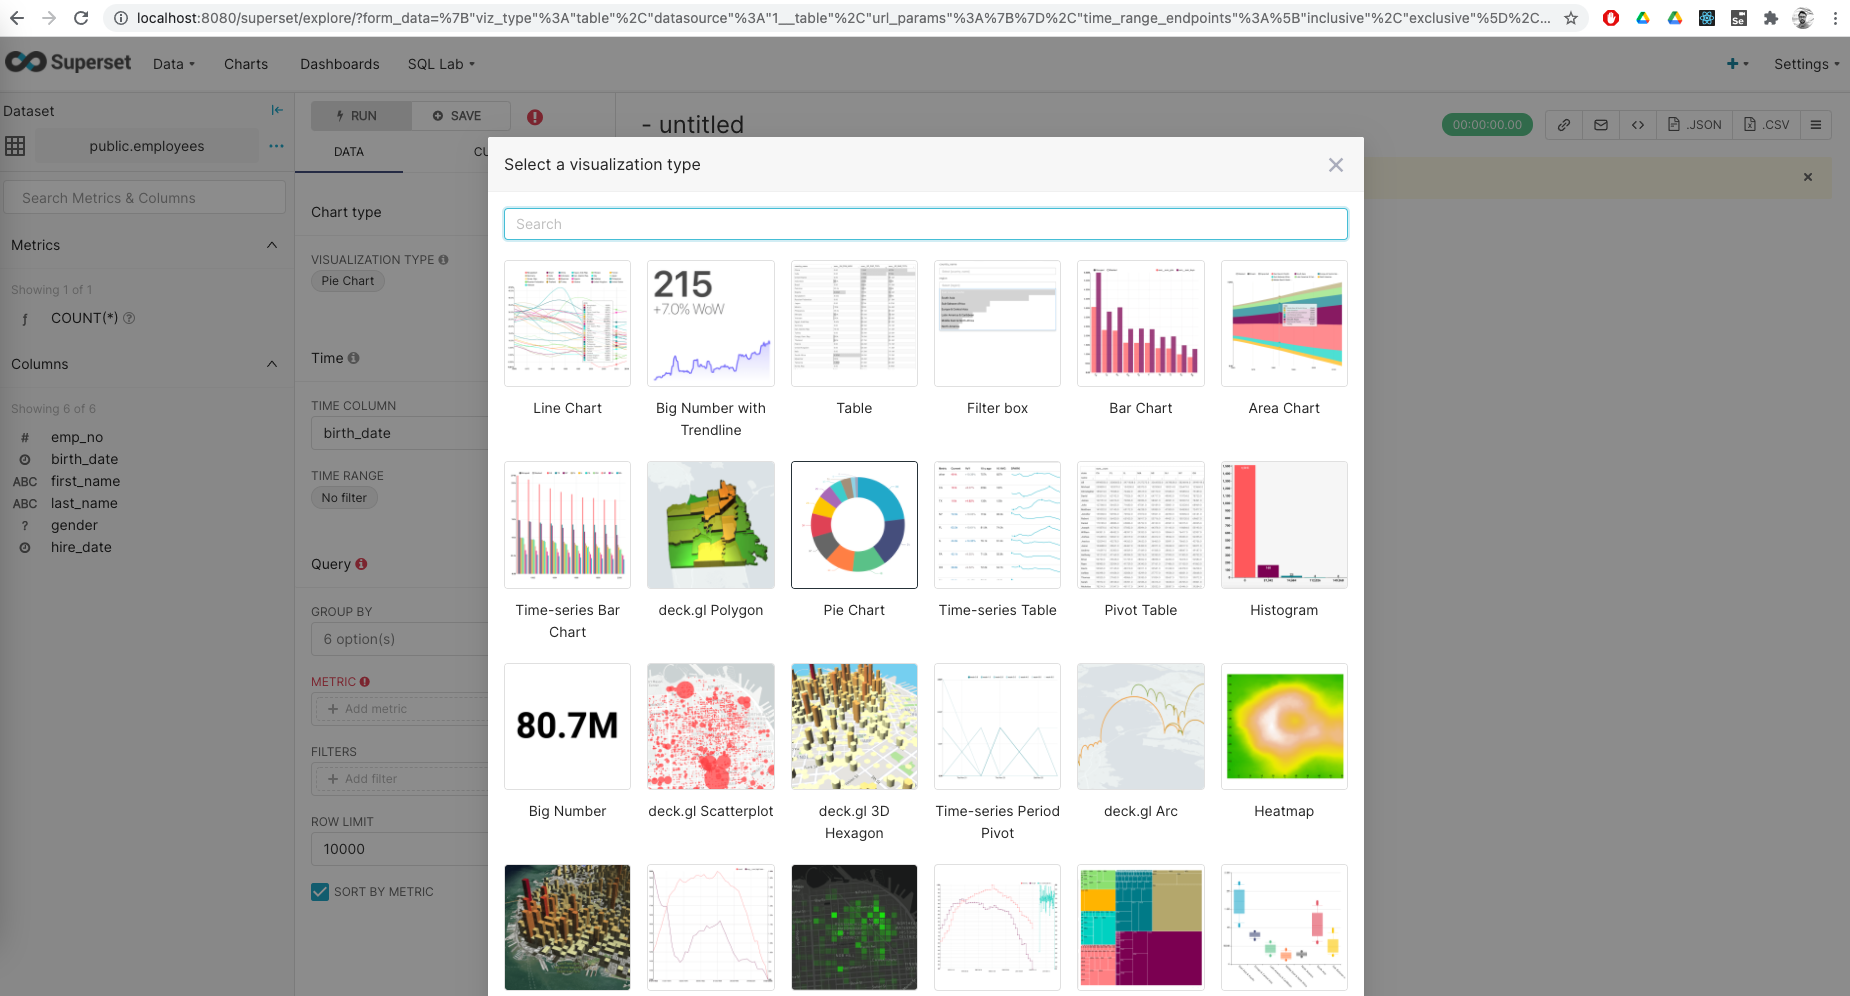 localhost:8080/superset/explore/?form_data=%7B"viz_type"%3A"table"%2C"datasource"%3A"1__table"%2C"url_params"%3A%7B%7D%2C"time_range_endpoints"%3A%5B"inclusive"%2C"exclusive"%5D%2C...
Superset
Data
Charts
Dashboards
SQL Lab
Settings
Dataset
public.employees
Search Metrics & Columns
Metrics
Showing 1 of 1
ƒ COUNT(*)
Columns
Showing 6 of 6
# emp_no
birth_date
ABC first_name
ABC last_name
? gender
hire_date
RUN
SAVE
DATA
CU
Chart type
VISUALIZATION TYPE
Pie Chart
Time
TIME COLUMN
birth_date
TIME RANGE
No filter
Query
GROUP BY
6 option(s)
METRIC
Add metric
FILTERS
Add filter
ROW LIMIT
10000
SORT BY METRIC
- untitled
00:00:00.00
.JSON
.CSV
Select a visualization type
Search
215
+7.0% WoW
Line Chart
Big Number with
Trendline
Table
Filter box
Bar Chart
Area Chart
Time-series Bar
Chart
deck.gl Polygon
Pie Chart
Time-series Table
Pivot Table
Histogram
80.7M
Big Number
deck.gl Scatterplot
deck.gl 3D
Hexagon
Time-series Period
Pivot
deck.gl Arc
Heatmap